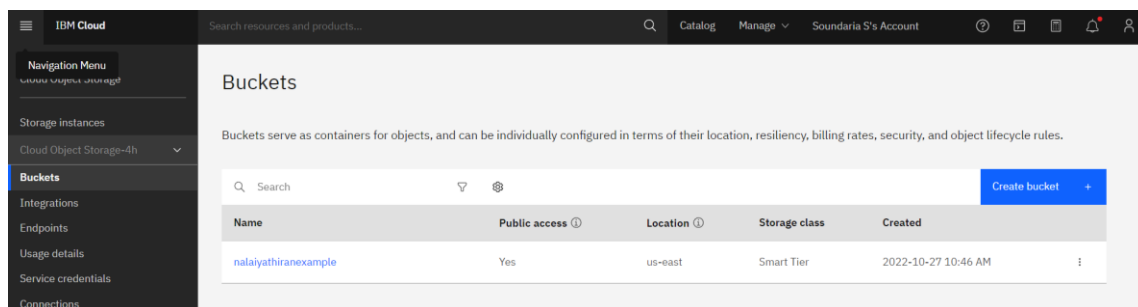 IBM Cloud
Search resources and products...
Catalog
Manage
Soundaria S's Account
Navigation Menu
Cloud Object Storage
Storage instances
Cloud Object Storage-4h
Buckets
Integrations
Endpoints
Usage details
Service credentials
Connections
Buckets
Buckets serve as containers for objects, and can be individually configured in terms of their location, resiliency, billing rates, security, and object lifecycle rules.
Search
Create bucket +
Name Public access Location Storage class Created
nalaiyathiranexample Yes us-east Smart Tier 2022-10-27 10:46 AM